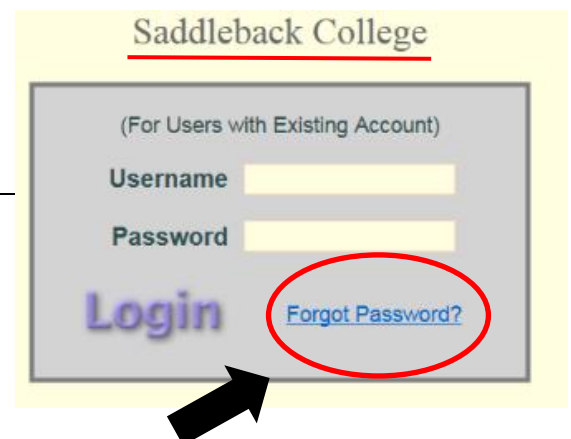 Saddleback College
(For Users with Existing Account)
Username
Password
Login Forgot Password?